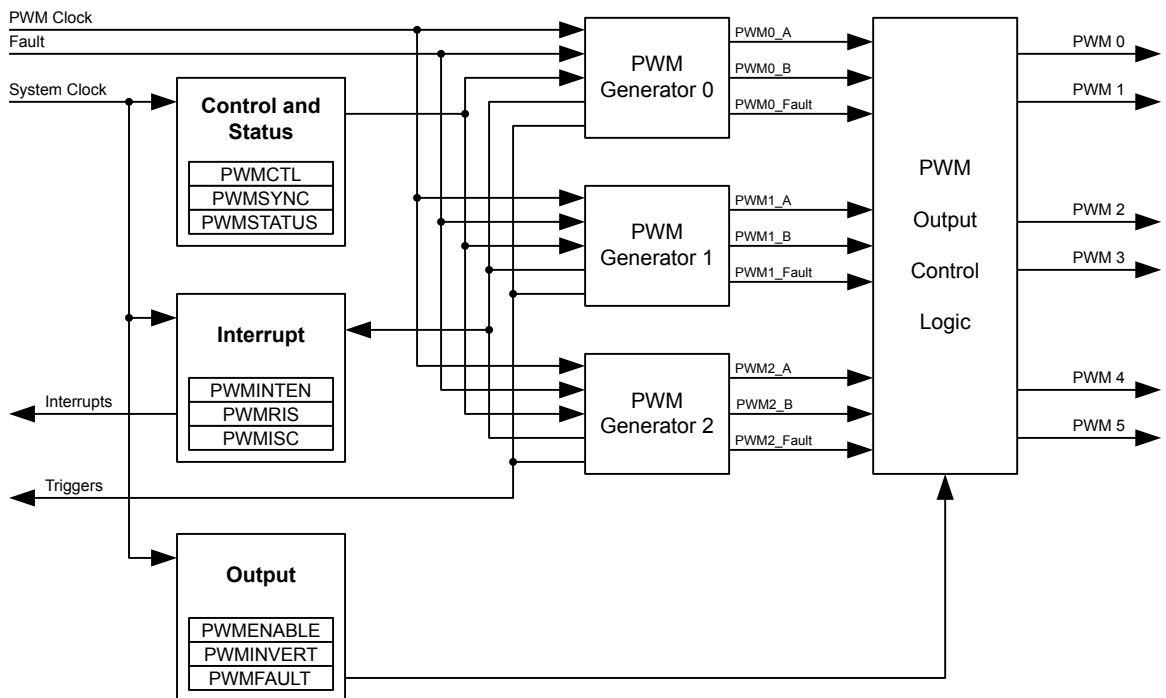 PWM Clock
Fault
System Clock
Control and
Status
PWMCTL
PWMSYNC
PWMSTATUS
Interrupt
PWMINTEN
PWMRIS
PWMISC
Interrupts
Triggers
Output
PWMENABLE
PWMINVERT
PWMFAULT
PWM
Generator 0
PWM0_A
PWM0_B
PWM0_Fault
PWM
Generator 1
PWM1_A
PWM1_B
PWM1_Fault
PWM
Generator 2
PWM2_A
PWM2_B
PWM2_Fault
PWM
Output
Control
Logic
PWM 0
PWM 1
PWM 2
PWM 3
PWM 4
PWM 5